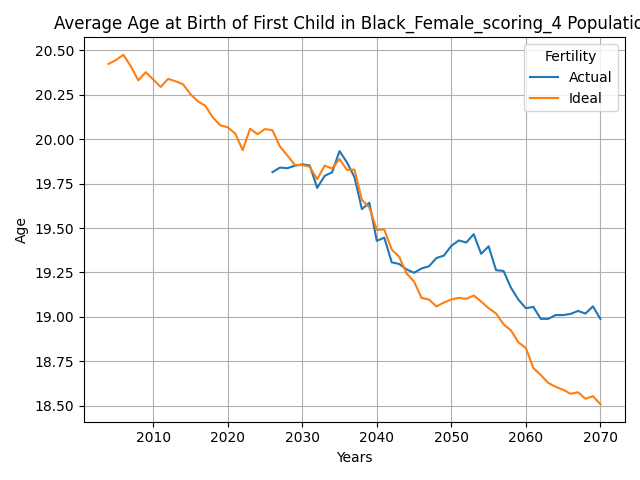 Average Age at Birth of First Child in Black_Female_scoring_4 Populatio
Fertility
Actual
Ideal
20.50
20.25
20.00
19.75
19.50
19.25
19.00
18.75
18.50
Age
2010 2020 2030 2040 2050 2060 2070
Years